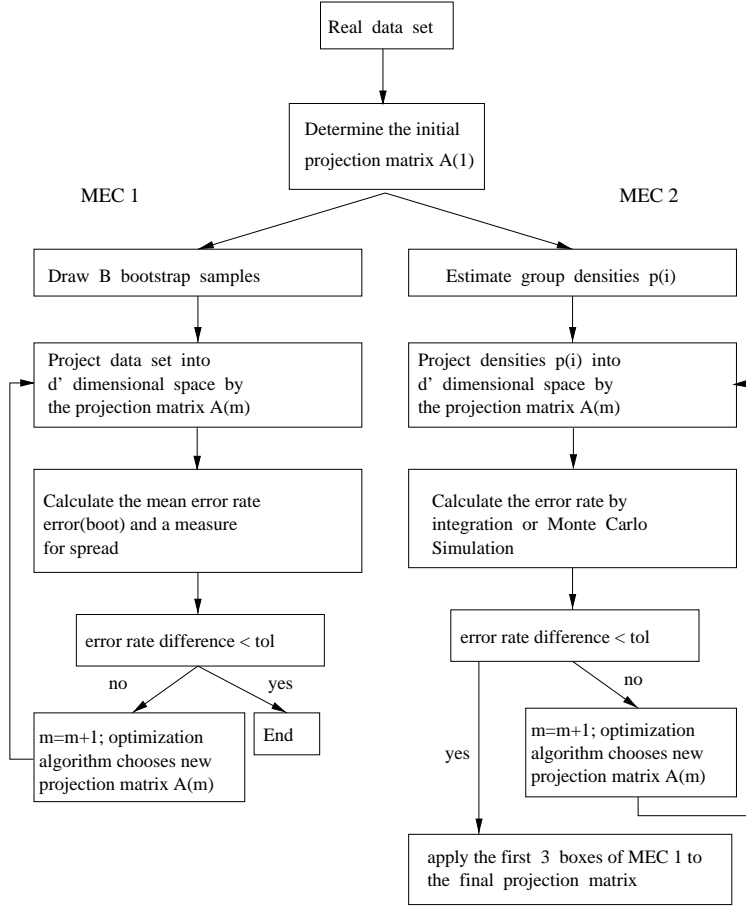 Real data set
Determine the initial
projection matrix A(1)
MEC 1
MEC 2
Draw B bootstrap samples
Estimate group densities p(i)
Project data set into
d' dimensional space by
the projection matrix A(m)
Project densities p(i) into
d' dimensional space by
the projection matrix A(m)
Calculate the mean error rate
error(boot) and a measure
for spread
Calculate the error rate by
integration or Monte Carlo
Simulation
error rate difference < tol
error rate difference < tol
no
yes
no
m=m+1; optimization
algorithm chooses new
projection matrix A(m)
End
yes
m=m+1; optimization
algorithm chooses new
projection matrix A(m)
apply the first 3 boxes of MEC 1 to
the final projection matrix